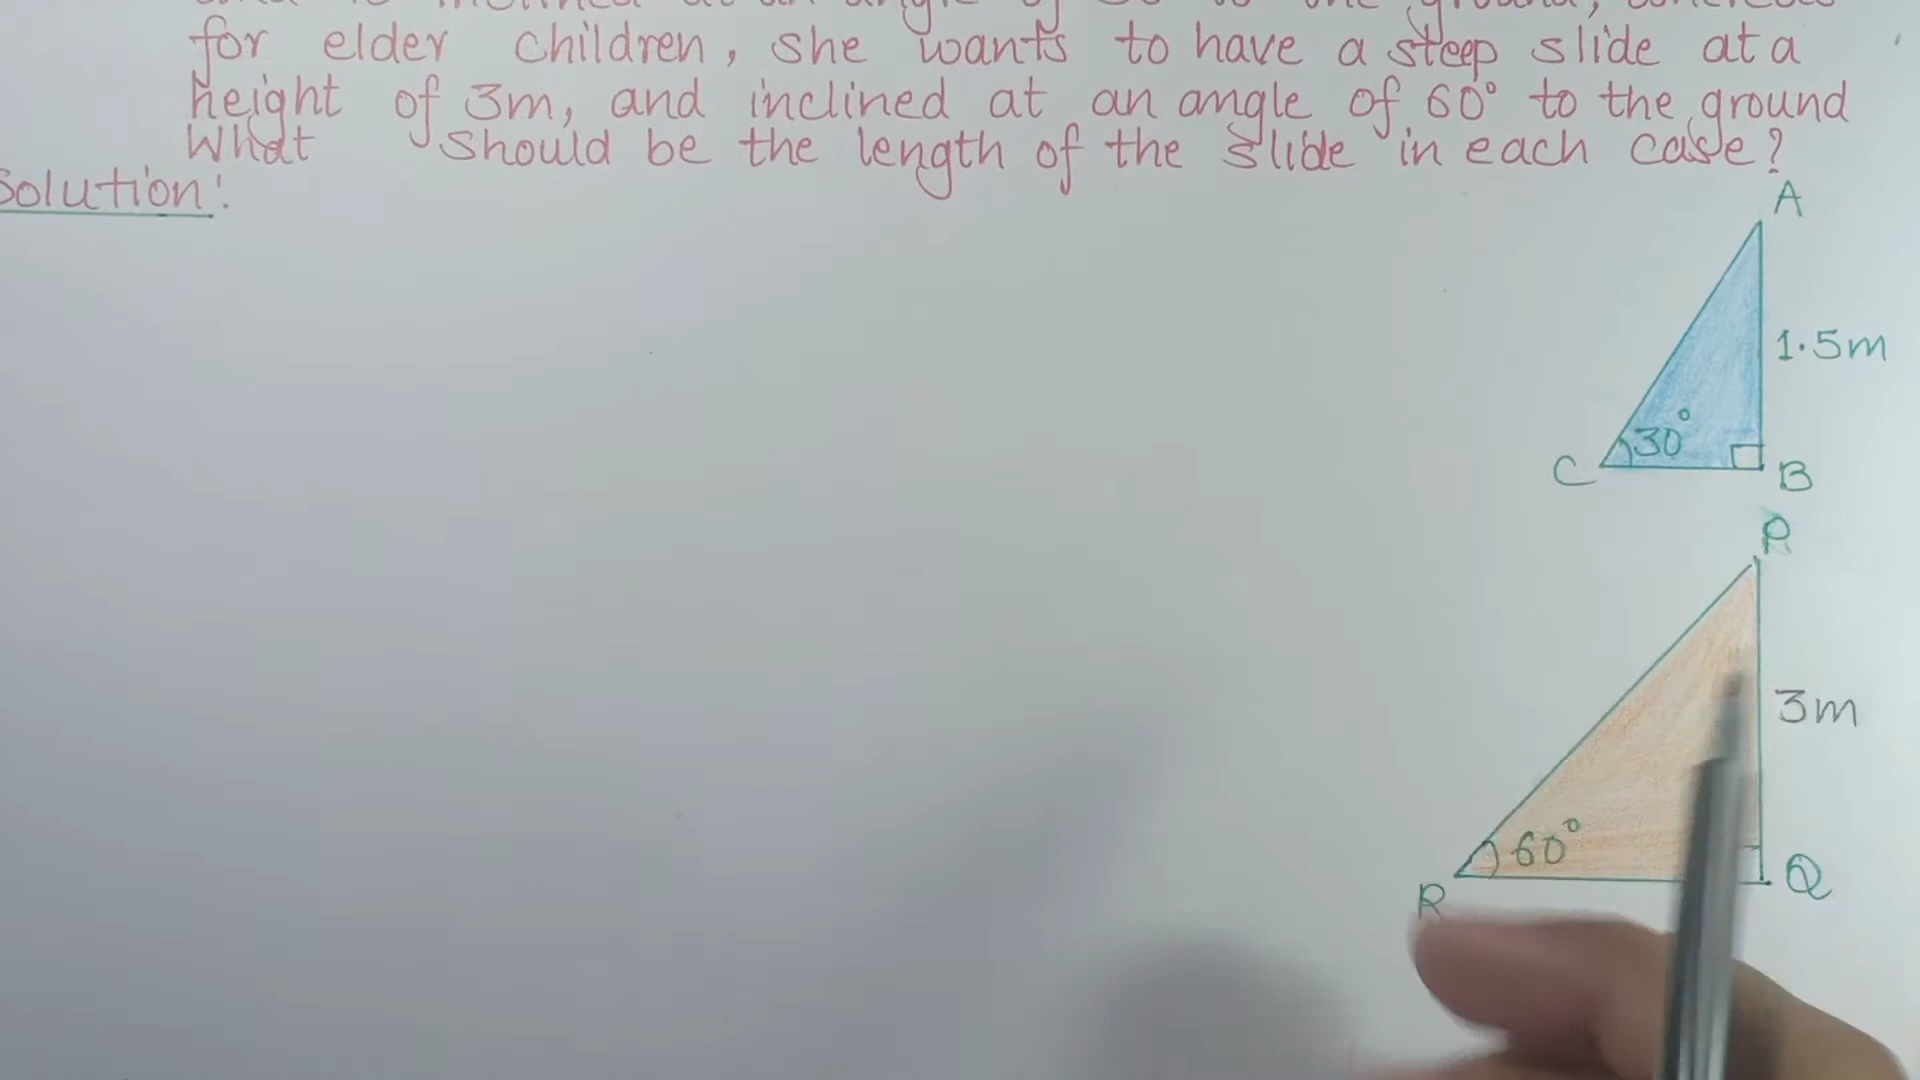 for elder children, she wants to have a steep slide at a
height of 3m, and inclined at an angle of 60° to the ground
What should be the length of the slide in each case?
Solution:
A
1.5m
30°
C
B
P
3m
60°
Q
R